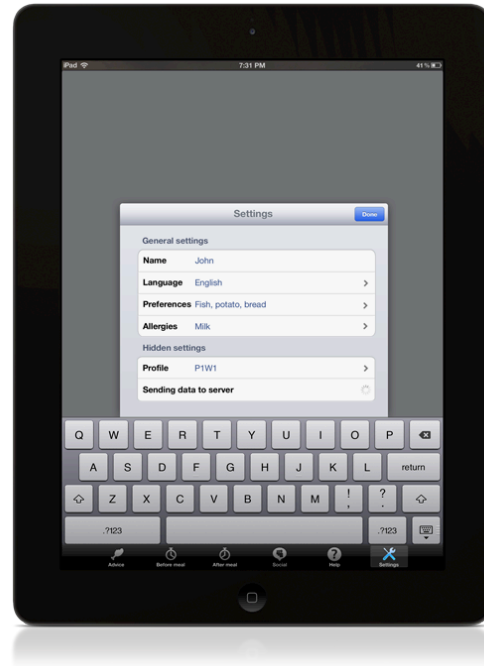 iPad 7:31 PM 41%
Settings Done
General settings
Name John
Language English
Preferences Fish, potato, bread
Allergies Milk
Hidden settings
Profile P1W1
Sending data to server
Q W E R T Y U I O P
A S D F G H J K L return
Z X C V B N M ! , ? .
.?123 .?123
Advice Before meal After meal Social Help Settings